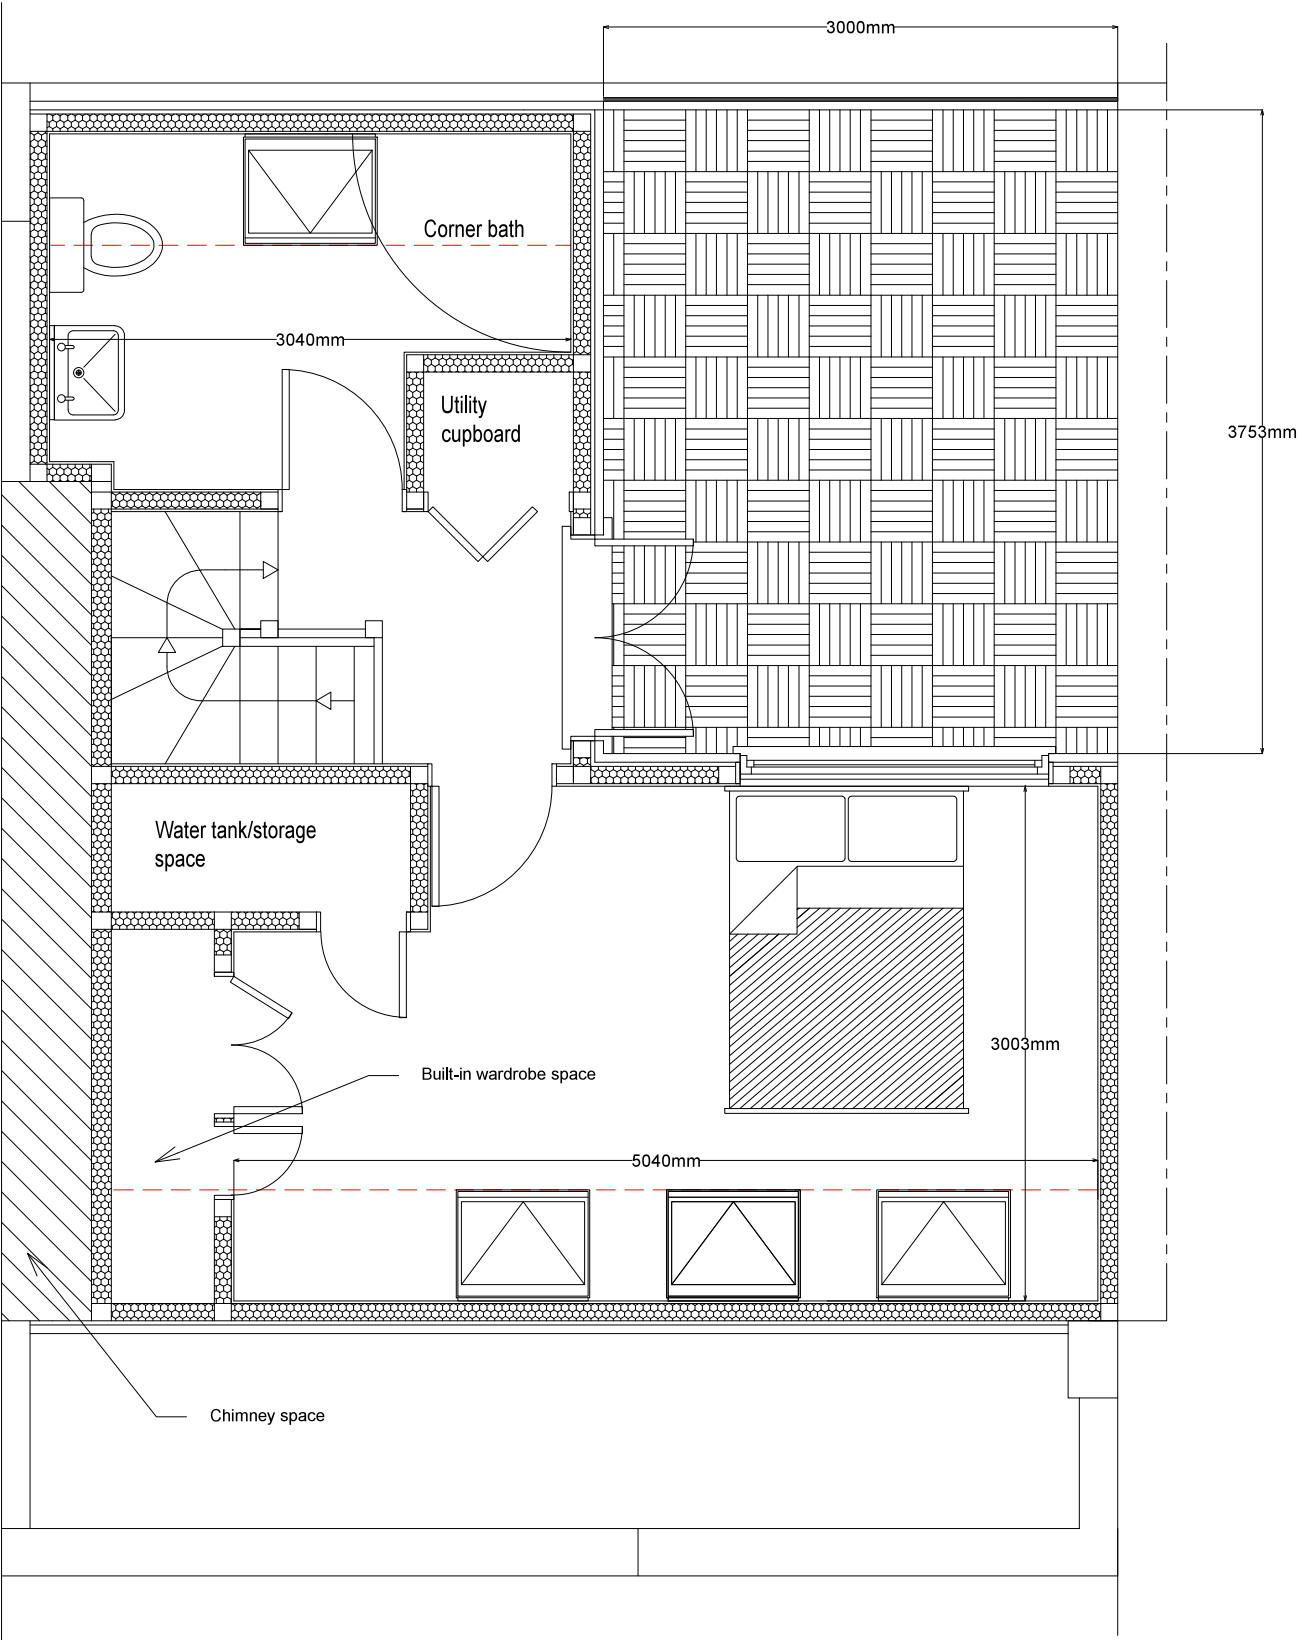 3000mm
Corner bath
3040mm
Utility
cupboard
3753mm
Water tank/storage
space
3003mm
Built-in wardrobe space
5040mm
Chimney space